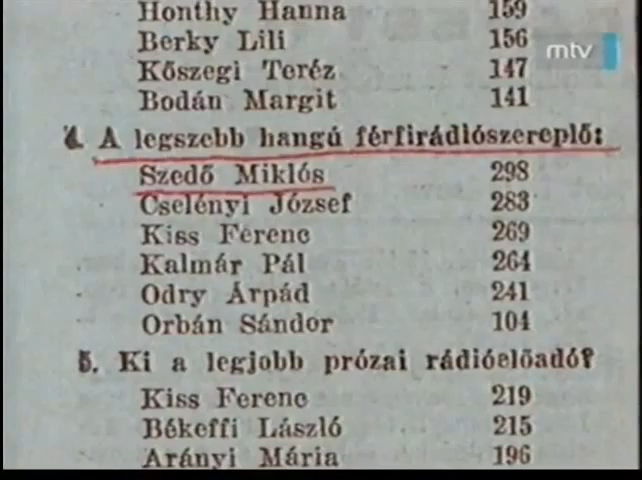 Honthy Hanna 159
Berky Lili 156
mtv
Kőszegi Teréz 147
Bodán Margit 141
4. A legszebb hangú férfirádiószereplő:
Szedő Miklós 298
Cselényi József 283
Kiss Ferenc 269
Kalmár Pál 264
Odry Árpád 241
Orbán Sándor 104
5. Ki a legjobb prózai rádióelőadó?
Kiss Ferenc 219
Békeffi László 215
Arányi Mária 196